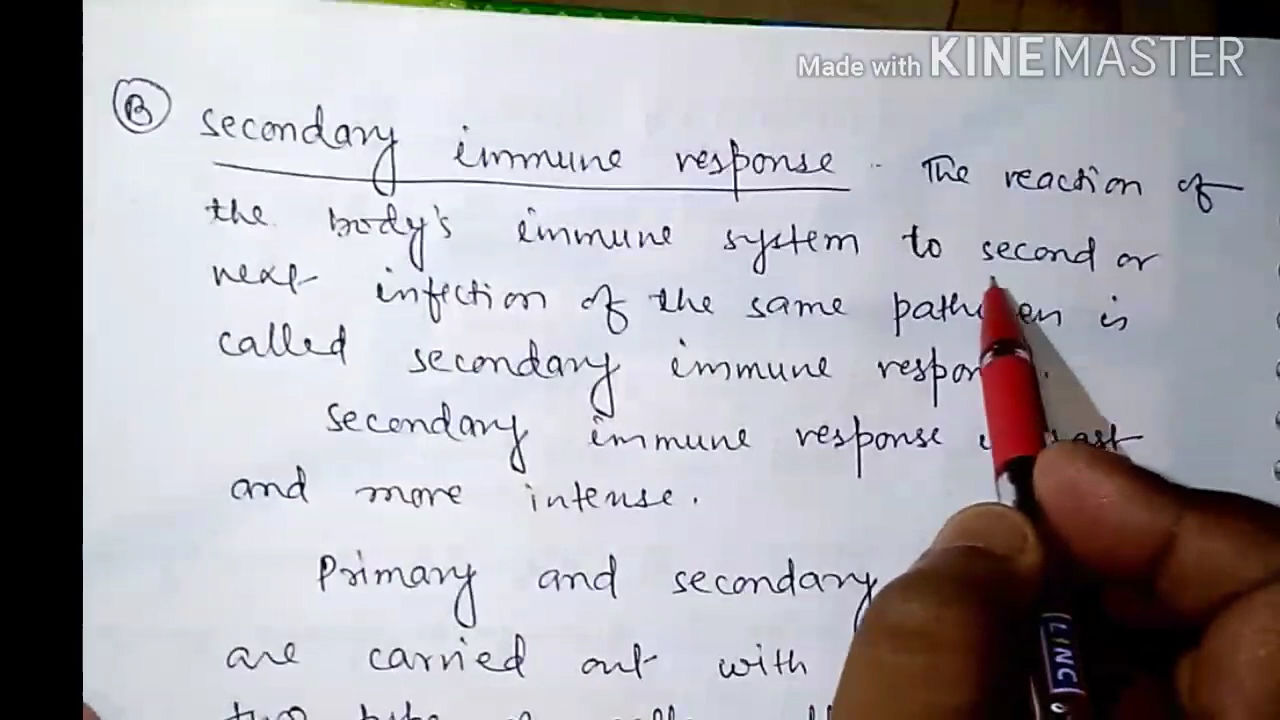 Made with KINEMASTER
B secondary immune response - The reaction of
the body's immune system to second or
next infection of the same is
called secondary immune
secondary immune response
and more intense.
Primary and secondary
are carried out with
two
LINC